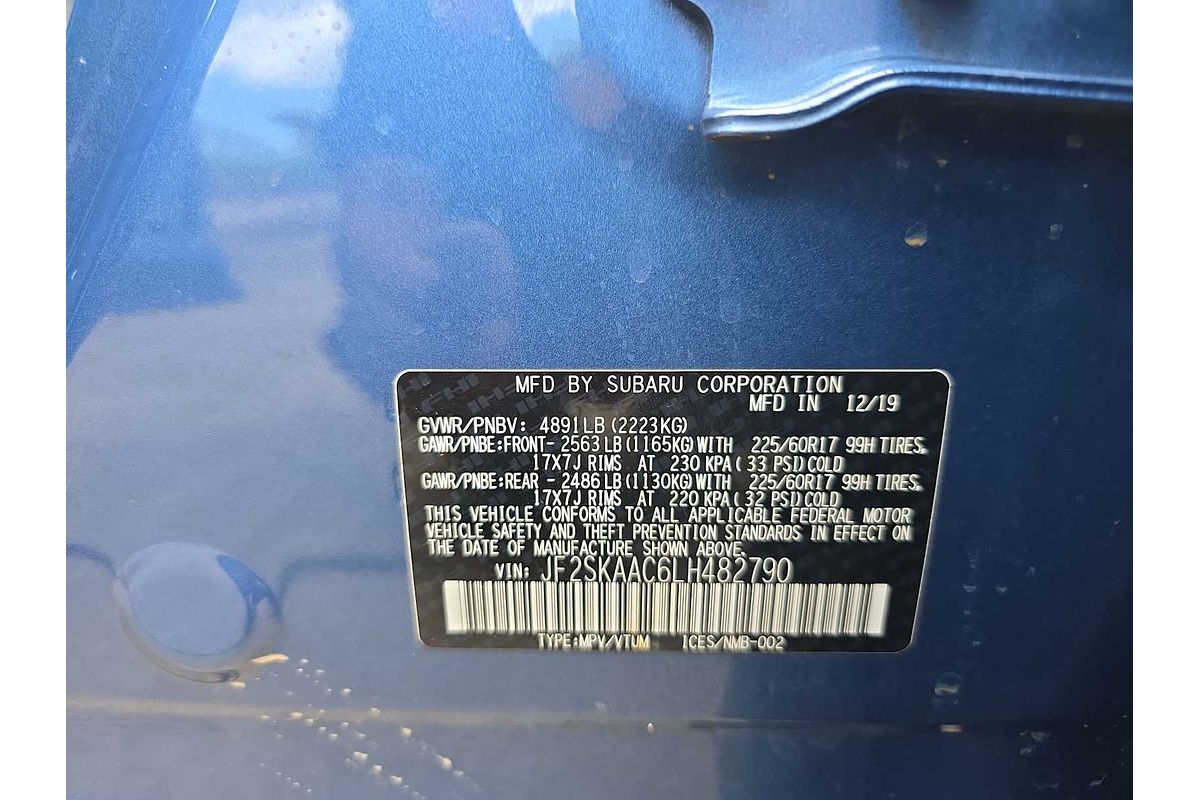 MFD BY SUBARU CORPORATION
MFD IN 12/19
GVWR/PNBV: 4891LB (2223KG)
GAWR/PNBE:FRONT- 2563LB (1165KG) WITH 225/60R17 99H TIRES.
17X7J RIMS AT 230 KPA( 33 PSI)COLD
GAWR/PNBE:REAR - 2486LB (1130KG) WITH 225/60R17 99H TIRES.
17X7J RIMS AT 220 KPA( 32 PSI)COLD
THIS VEHICLE CONFORMS TO ALL APPLICABLE FEDERAL MOTOR
VEHICLE SAFETY AND THEFT PREVENTION STANDARDS IN EFFECT ON
THE DATE OF MANUFACTURE SHOWN ABOVE.
VIN: JF2SKAAC6LH482790
TYPE:MPV/VTUM ICES/NMB-002